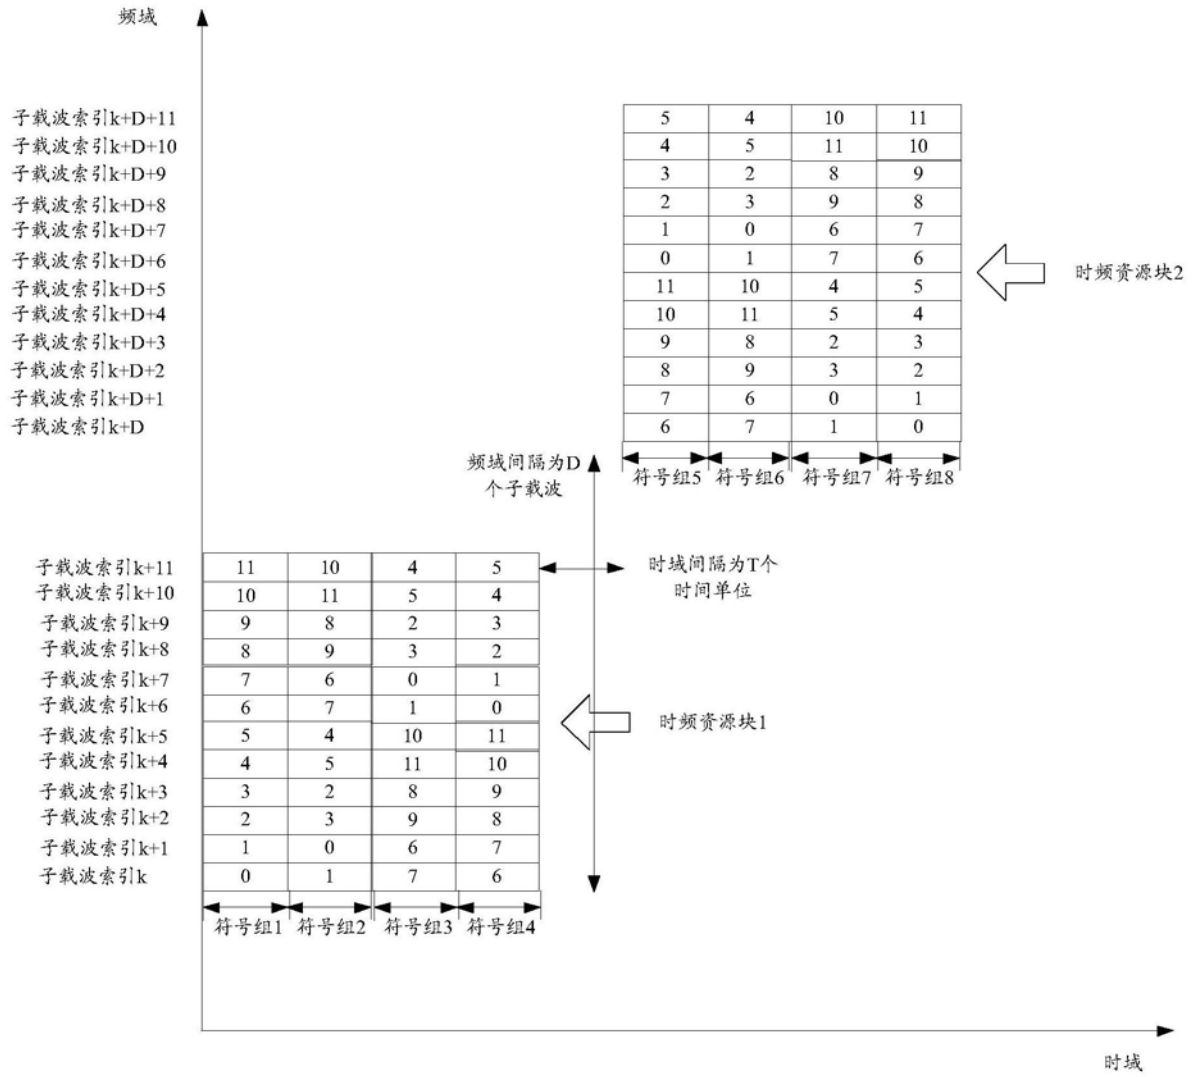 频域
子载波索引k+D+11 5 4 10 11
子载波索引k+D+10 4 5 11 10
子载波索引k+D+9 3 2 8 9
子载波索引k+D+8 2 3 9 8
子载波索引k+D+7 1 0 6 7
子载波索引k+D+6 0 1 7 6
子载波索引k+D+5 11 10 4 5
子载波索引k+D+4 10 11 5 4
子载波索引k+D+3 9 8 2 3
子载波索引k+D+2 8 9 3 2
子载波索引k+D+1 7 6 0 1
子载波索引k+D 6 7 1 0
时频资源块2
符号组5 符号组6 符号组7 符号组8
频域间隔为D
个子载波
时域间隔为T个
时间单位
子载波索引k+11 11 10 4 5
子载波索引k+10 10 11 5 4
子载波索引k+9 9 8 2 3
子载波索引k+8 8 9 3 2
子载波索引k+7 7 6 0 1
子载波索引k+6 6 7 1 0
子载波索引k+5 5 4 10 11
子载波索引k+4 4 5 11 10
子载波索引k+3 3 2 8 9
子载波索引k+2 2 3 9 8
子载波索引k+1 1 0 6 7
子载波索引k 0 1 7 6
时频资源块1
符号组1 符号组2 符号组3 符号组4
时域